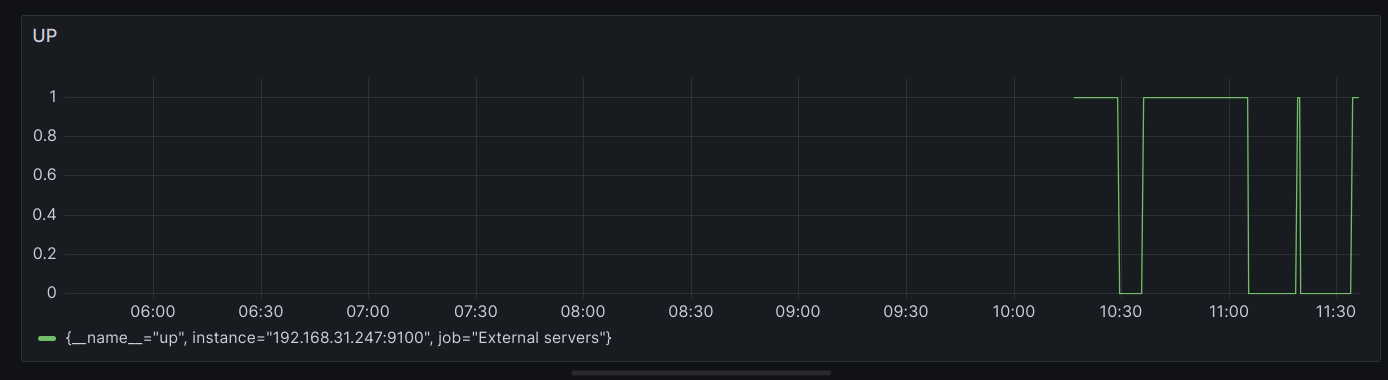 UP
1
0.8
0.6
0.4
0.2
0
06:00 06:30 07:00 07:30 08:00 08:30 09:00 09:30 10:00 10:30 11:00 11:30
{__name__="up", instance="192.168.31.247:9100", job="External servers"}